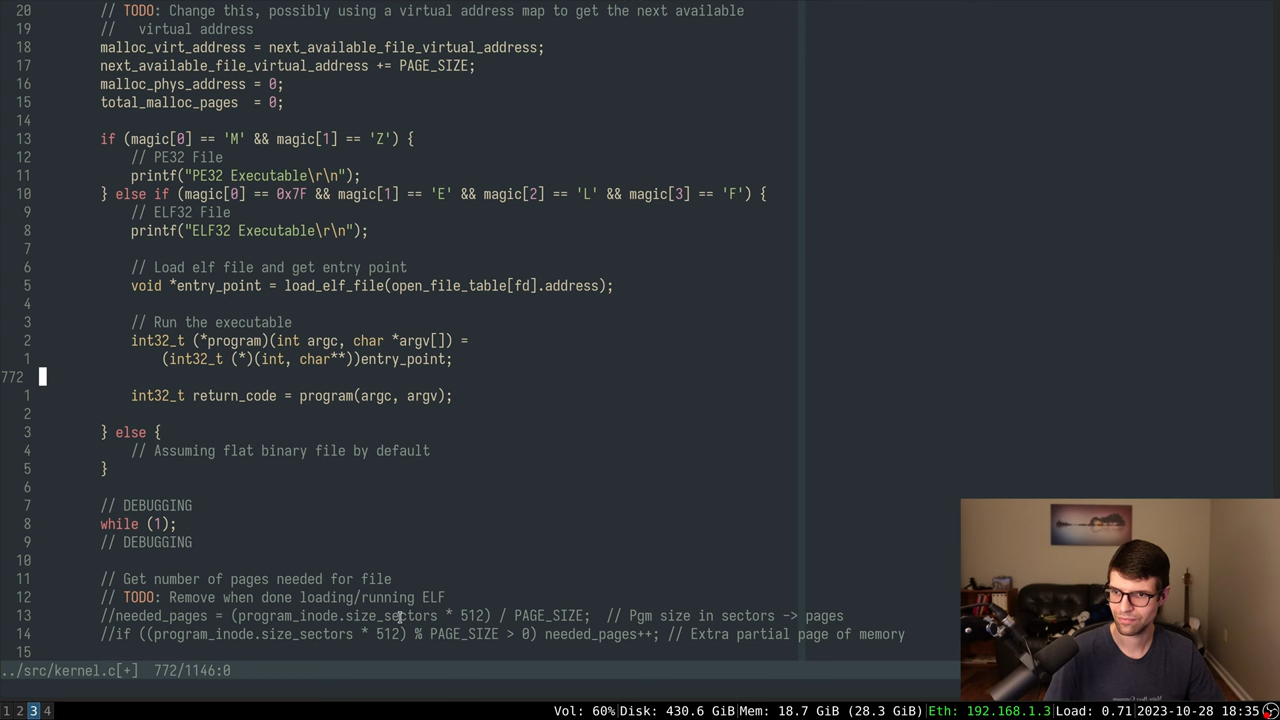 20 // TODO: Change this, possibly using a virtual address map to get the next available
19 //   virtual address
18 malloc_virt_address = next_available_file_virtual_address;
17 next_available_file_virtual_address += PAGE_SIZE;
16 malloc_phys_address = 0;
15 total_malloc_pages  = 0;
14
13 if (magic[0] == 'M' && magic[1] == 'Z') {
12     // PE32 File
11     printf("PE32 Executable\r\n");
10 } else if (magic[0] == 0x7F && magic[1] == 'E' && magic[2] == 'L' && magic[3] == 'F') {
9     // ELF32 File
8     printf("ELF32 Executable\r\n");
7
6     // Load elf file and get entry point
5     void *entry_point = load_elf_file(open_file_table[fd].address);
4
3     // Run the executable
2     int32_t (*program)(int argc, char *argv[]) =
1         (int32_t (*)(int, char**))entry_point;
772
1     int32_t return_code = program(argc, argv);
2
3 } else {
4     // Assuming flat binary file by default
5 }
6
7 // DEBUGGING
8 while (1);
9 // DEBUGGING
10
11 // Get number of pages needed for file
12 // TODO: Remove when done loading/running ELF
13 //needed_pages = (program_inode.size_sectors * 512) / PAGE_SIZE;  // Pgm size in sectors -> pages
14 //if ((program_inode.size_sectors * 512) % PAGE_SIZE > 0) needed_pages++; // Extra partial page of memory
15
../src/kernel.c[+]  772/1146:0
1 2 3 4 Vol: 60%|Disk: 430.6 GiB|Mem: 18.7 GiB (28.3 GiB)|Eth: 192.168.1.3|Load: 0.71|2023-10-28 18:35